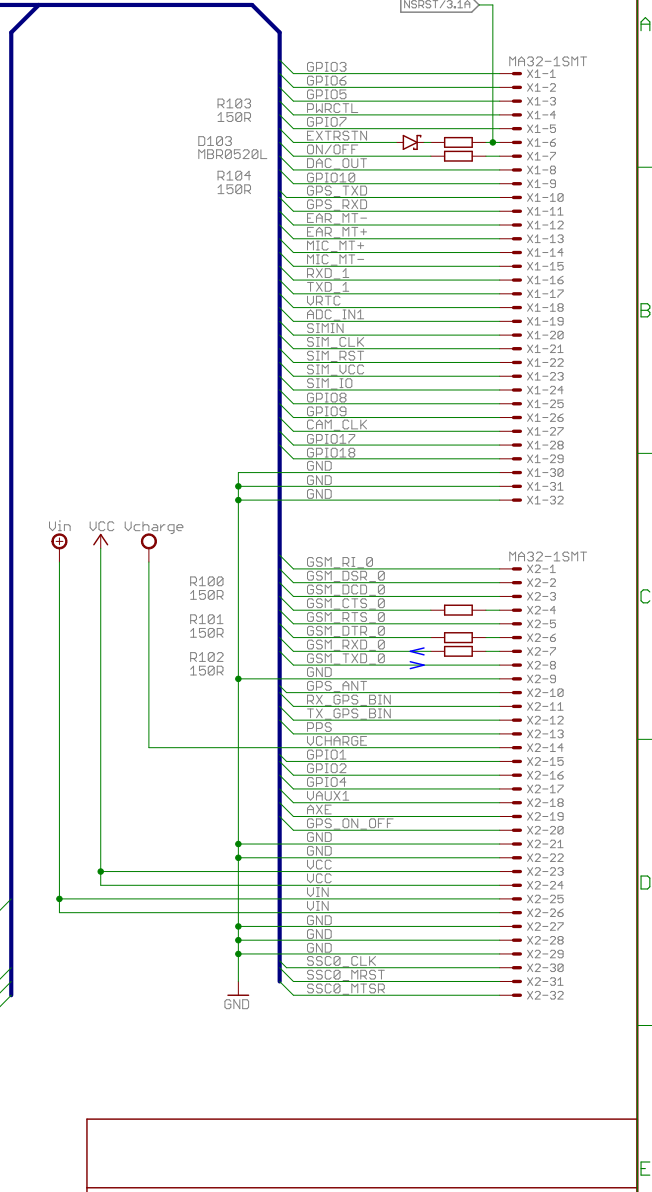 NSRST/3.1A
A
MA32-1SMT
GPIO3 X1-1
GPIO6 X1-2
GPIO5 X1-3
R103
150R
PWRCTL X1-4
GPIO7 X1-5
D103
MBR0520L
EXTRSTN X1-6
ON/OFF X1-7
R104
150R
DAC_OUT X1-8
GPIO10 X1-9
GPS_TXD X1-10
GPS_RXD X1-11
EAR_MT- X1-12
EAR_MT+ X1-13
MIC_MT+ X1-14
MIC_MT- X1-15
RXD_1 X1-16
TXD_1 X1-17
VRTC X1-18
B
ADC_IN1 X1-19
SIMIN X1-20
SIM_CLK X1-21
SIM_RST X1-22
SIM_VCC X1-23
SIM_IO X1-24
GPIO8 X1-25
GPIO9 X1-26
CAM_CLK X1-27
GPIO17 X1-28
GPIO18 X1-29
GND X1-30
GND X1-31
GND X1-32
Vin VCC Vcharge
MA32-1SMT
GSM_RI_0 X2-1
GSM_DSR_0 X2-2
R100
150R
GSM_DCD_0 X2-3
C
GSM_CTS_0 X2-4
R101
150R
GSM_RTS_0 X2-5
GSM_DTR_0 X2-6
GSM_RXD_0 X2-7
R102
150R
GSM_TXD_0 X2-8
GND X2-9
GPS_ANT X2-10
RX_GPS_BIN X2-11
TX_GPS_BIN X2-12
PPS X2-13
VCHARGE X2-14
GPIO1 X2-15
GPIO2 X2-16
GPIO4 X2-17
VAUX1 X2-18
AXE X2-19
GPS_ON_OFF X2-20
GND X2-21
GND X2-22
VCC X2-23
VCC X2-24
D
VIN X2-25
VIN X2-26
GND X2-27
GND X2-28
GND X2-29
SSC0_CLK X2-30
SSC0_MRST X2-31
SSC0_MTSR X2-32
GND
E